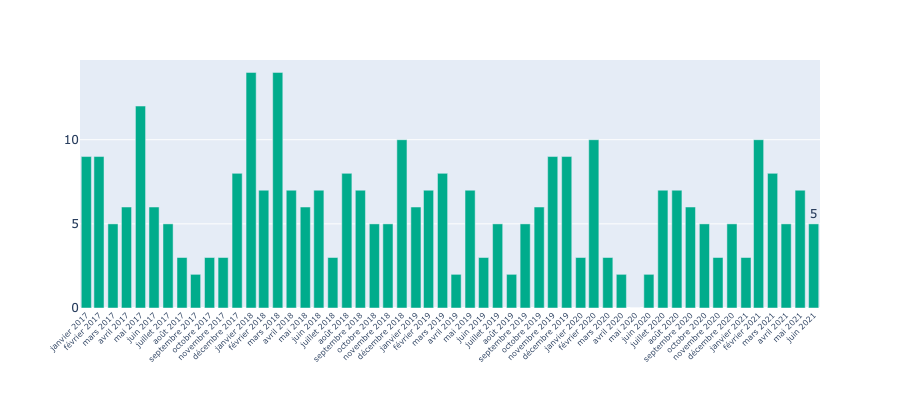 10
5
0
5
janvier 2017
février 2017
mars 2017
avril 2017
mai 2017
juin 2017
juillet 2017
août 2017
septembre 2017
octobre 2017
novembre 2017
décembre 2017
janvier 2018
février 2018
mars 2018
avril 2018
mai 2018
juin 2018
juillet 2018
août 2018
septembre 2018
octobre 2018
novembre 2018
décembre 2018
janvier 2019
février 2019
mars 2019
avril 2019
mai 2019
juin 2019
juillet 2019
août 2019
septembre 2019
octobre 2019
novembre 2019
décembre 2019
janvier 2020
février 2020
mars 2020
avril 2020
mai 2020
juin 2020
juillet 2020
août 2020
septembre 2020
octobre 2020
novembre 2020
décembre 2020
janvier 2021
février 2021
mars 2021
avril 2021
mai 2021
juin 2021